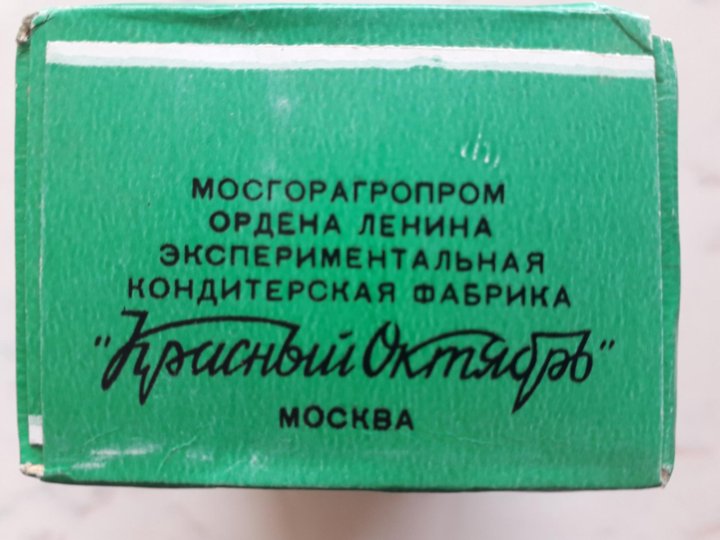 МОСГОРАГРОПРОМ
ОРДЕНА ЛЕНИНА
ЭКСПЕРИМЕНТАЛЬНАЯ
КОНДИТЕРСКАЯ ФАБРИКА
"Красный Октябрь"
МОСКВА